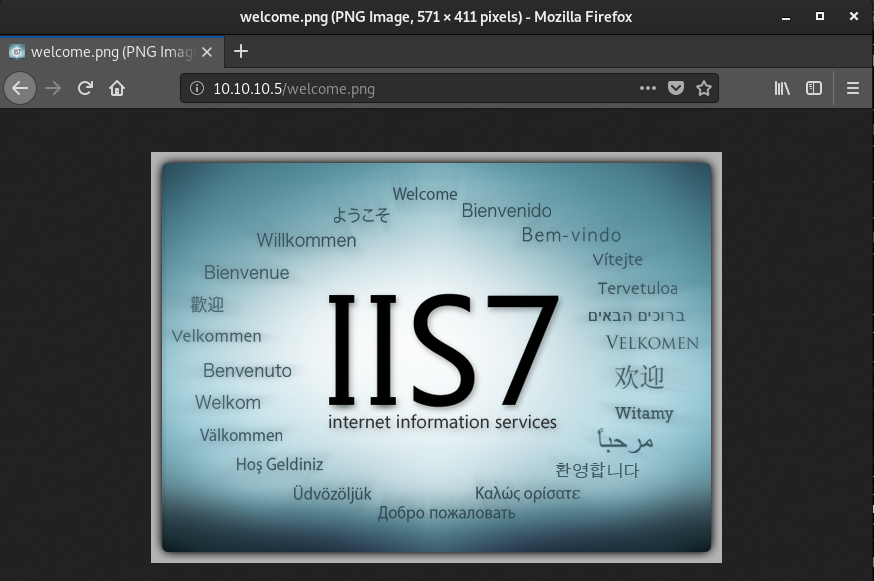 welcome.png (PNG Image, 571 × 411 pixels) - Mozilla Firefox
welcome.png (PNG Imag
10.10.10.5/welcome.png
Welcome
ようこそ
Bienvenido
Willkommen
Bem-vindo
Bienvenue
Vítejte
歡迎
Tervetuloa
Velkommen
ברוכים הבאים
VELKOMEN
Benvenuto
欢迎
Welkom
Witamy
Välkommen
مرحباً
Hoş Geldiniz
환영합니다
Üdvözöljük
Καλώς ορίσατε
Добро пожаловать
IIS7
internet information services